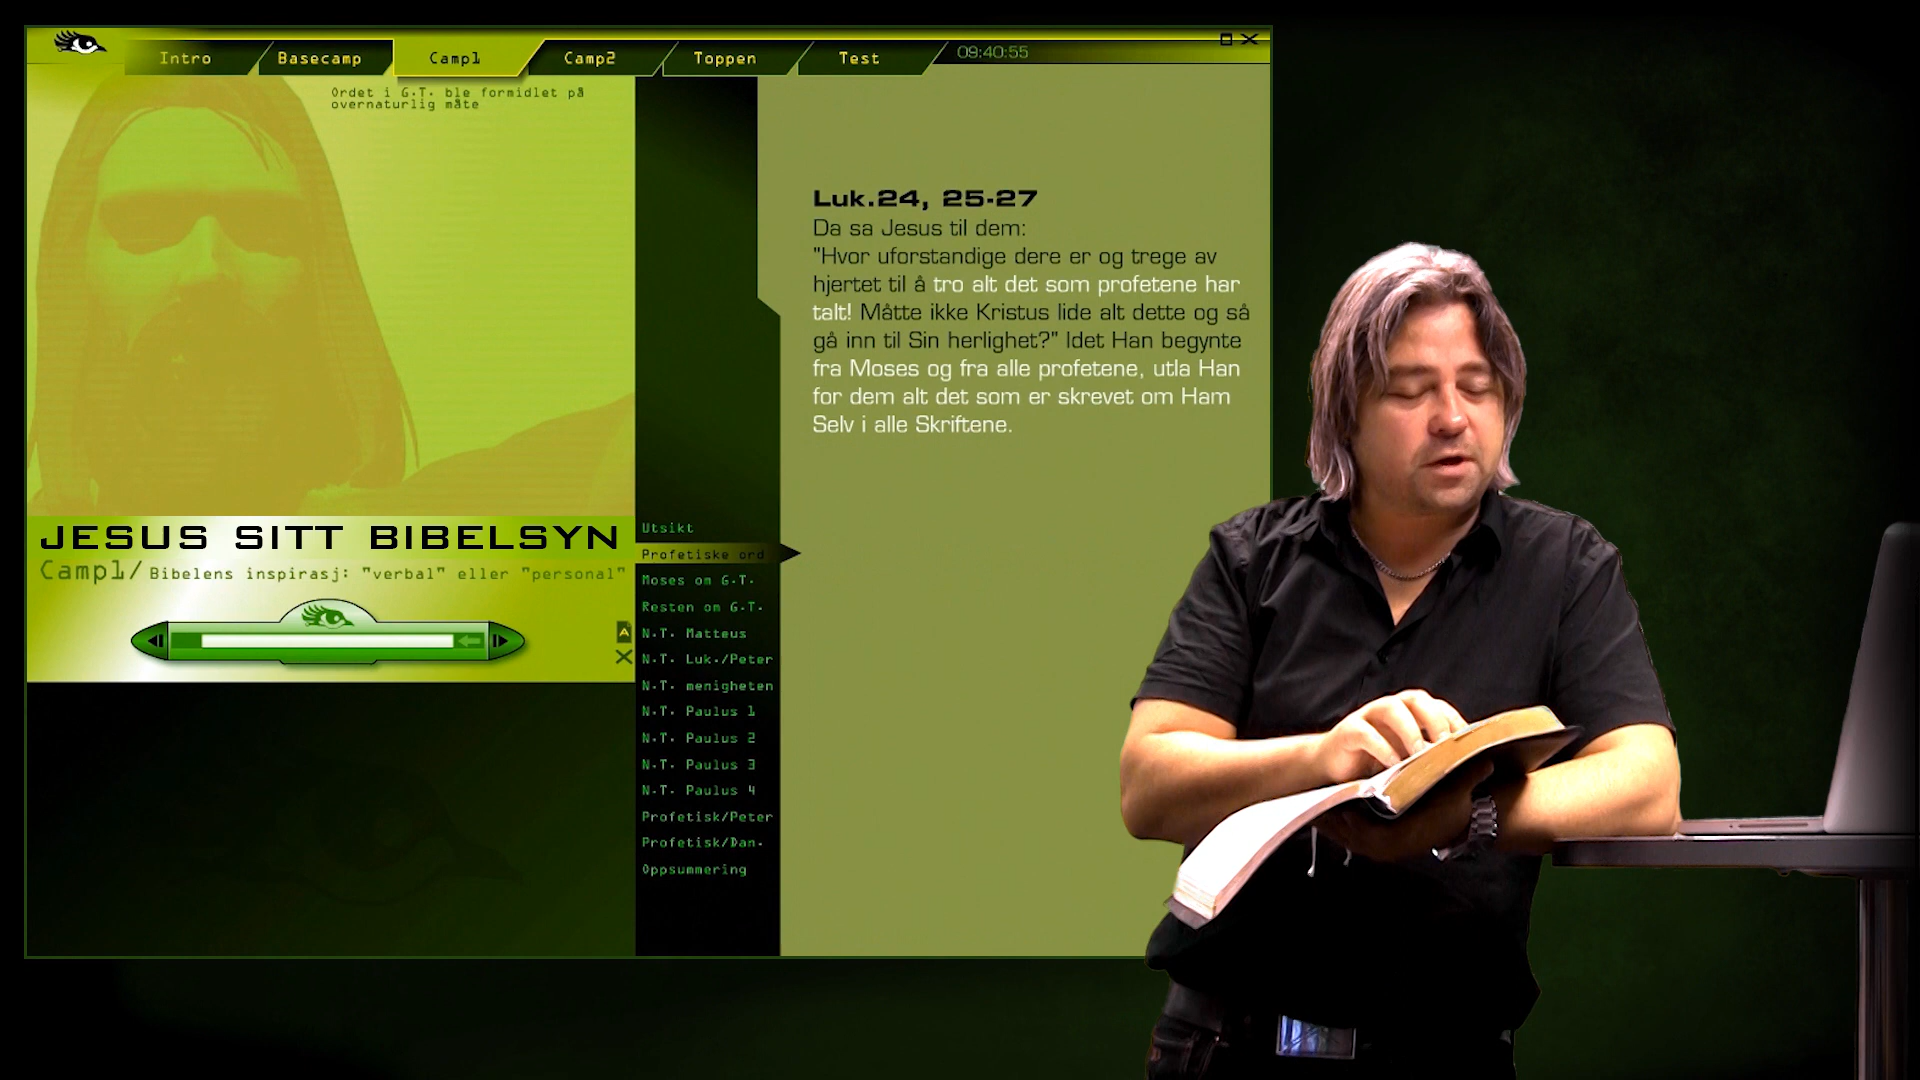 Intro
Basecamp
Camp1
Camp2
Toppen
Test
09:40:55
Ordet i G.T. ble formidlet på
overnaturlig måte
Luk.24, 25-27
Da sa Jesus til dem:
"Hvor uforstandige dere er og trege av
hjertet til å tro alt det som profetene har
talt! Måtte ikke Kristus lide alt dette og så
gå inn til Sin herlighet?" Idet Han begynte
fra Moses og fra alle profetene, utla Han
for dem alt det som er skrevet om Ham
Selv i alle Skriftene.
JESUS SITT BIBELSYN
Camp1/Bibelens inspirasj: "verbal" eller "personal"
A
Utsikt
Profetiske ord
Moses om G.T.
Resten om G.T.
N.T. Matteus
N.T. Luk./Peter
N.T. menigheten
N.T. Paulus 1
N.T. Paulus 2
N.T. Paulus 3
N.T. Paulus 4
Profetisk/Peter
Profetisk/Dan.
Oppsummering